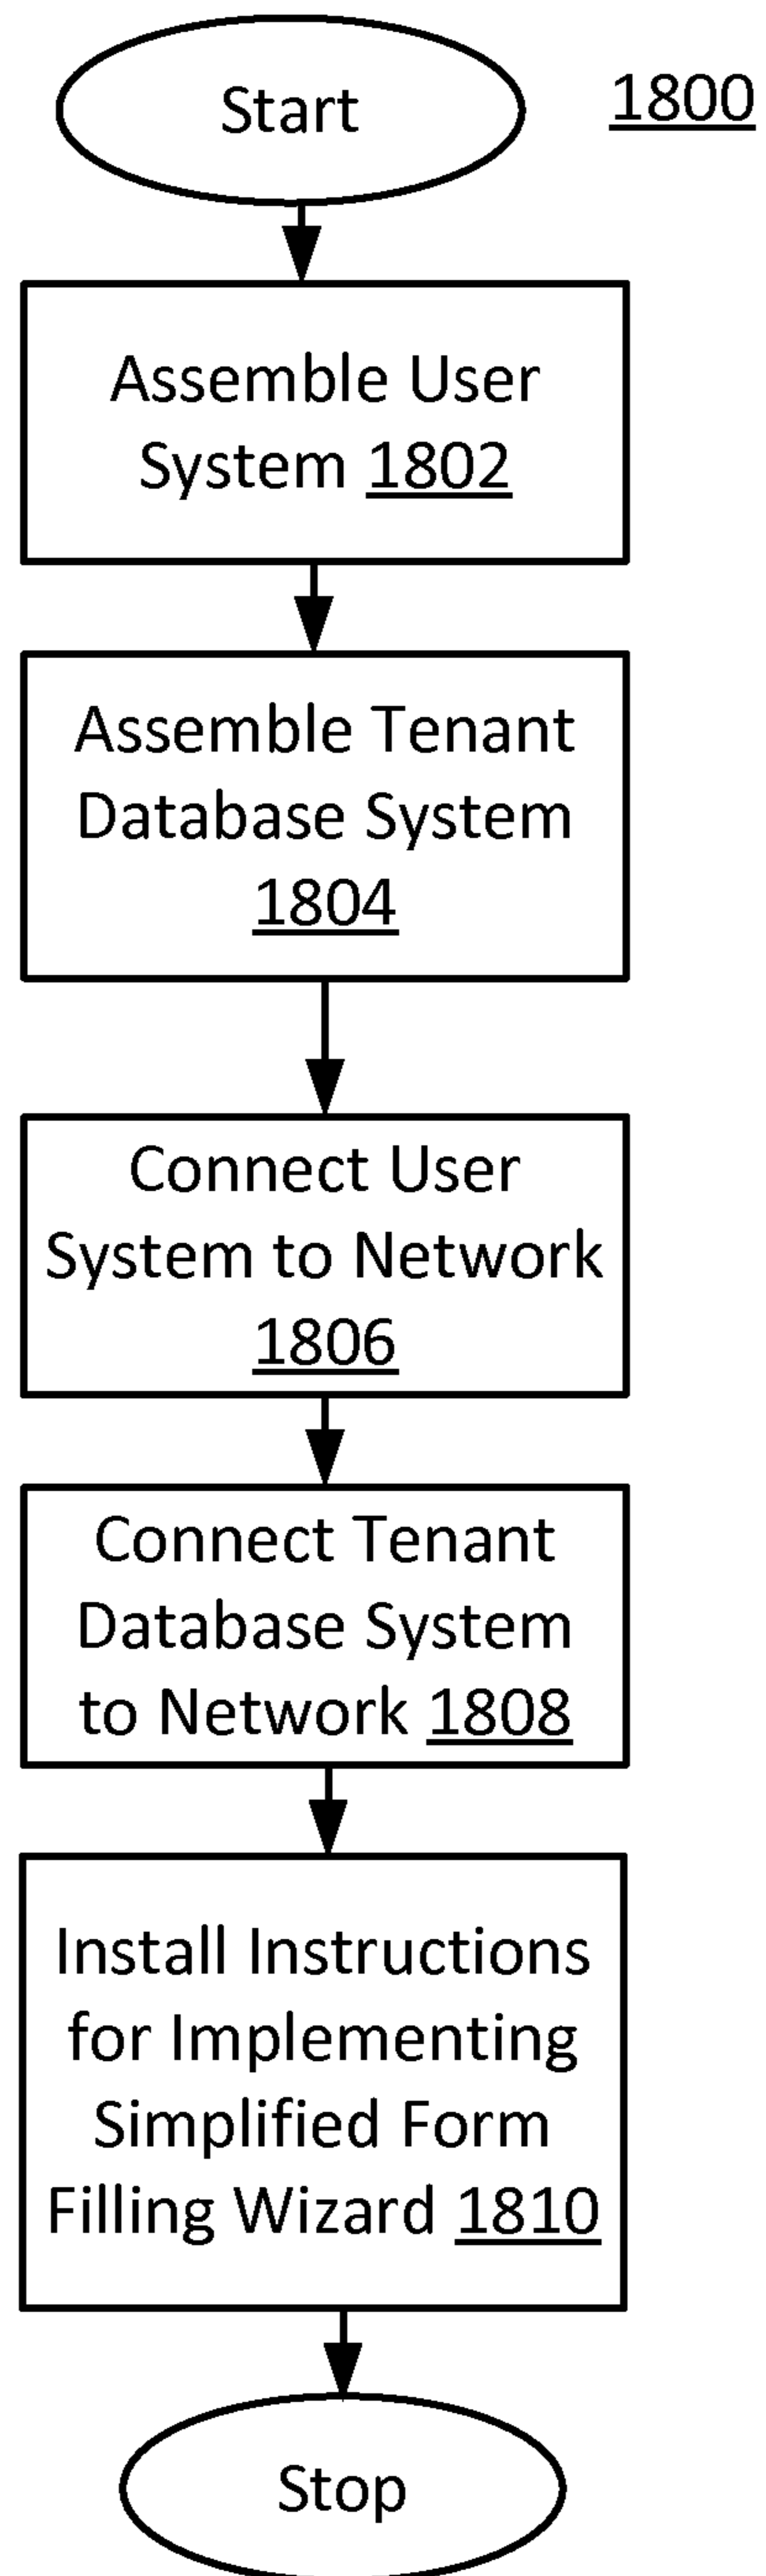 Start
1800
Assemble User
System 1802
Assemble Tenant
Database System
1804
Connect User
System to Network
1806
Connect Tenant
Database System
to Network 1808
Install Instructions
for Implementing
Simplified Form
Filling Wizard 1810
Stop